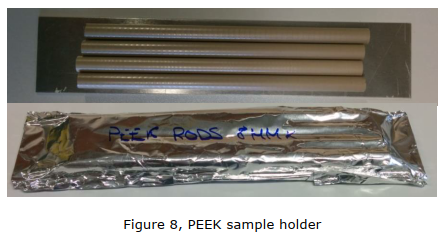 PEEK RODS 8MM
Figure 8, PEEK sample holder